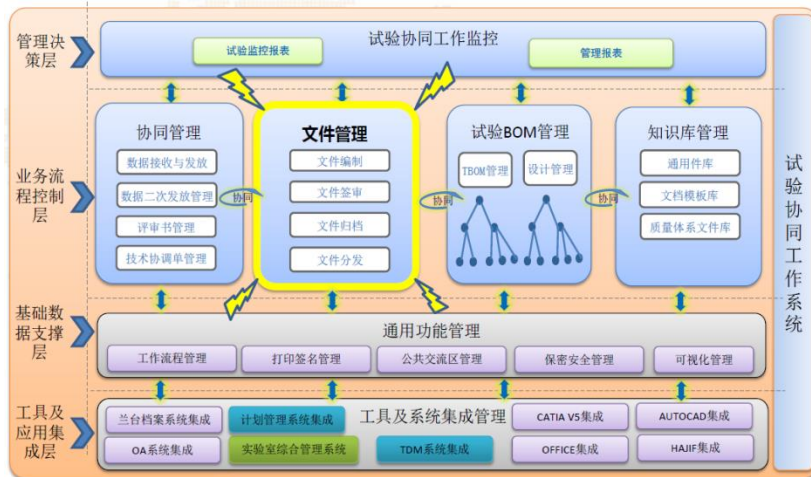 管理决
策层
试验协同工作监控
试验监控报表
管理报表
业务流
程控制
层
协同管理
数据接收与发放
数据二次发放管理
评审书管理
技术协调单管理
协同
文件管理
文件编制
文件签审
文件归档
文件分发
协同
试验BOM管理
TBOM管理
设计管理
协同
知识库管理
通用件库
文档模板库
质量体系文件库
基础数
据支撑
层
通用功能管理
工作流程管理
打印签名管理
公共交流区管理
保密安全管理
可视化管理
工具及
应用集
成层
工具及系统集成管理
兰台档案系统集成
计划管理系统集成
CATIA V5集成
AUTOCAD集成
OA系统集成
实验室综合管理系统
TDM系统集成
OFFICE集成
HAJIF集成
试验协同工作系统